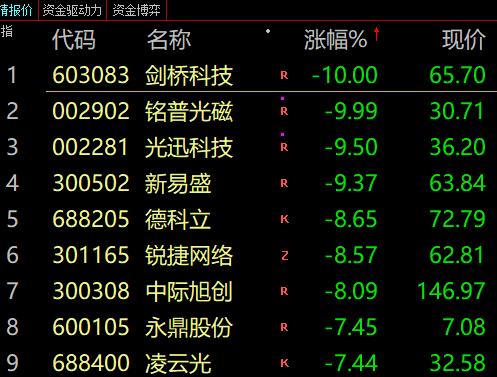 情报价 资金驱动力 资金博弈
指 代码 名称 涨幅%↑ 现价
1 603083 剑桥科技 R -10.00 65.70
2 002902 铭普光磁 R -9.99 30.71
3 002281 光迅科技 R -9.50 36.20
4 300502 新易盛 R -9.37 63.84
5 688205 德科立 K -8.65 72.79
6 301165 锐捷网络 Z -8.57 62.81
7 300308 中际旭创 R -8.09 146.97
8 600105 永鼎股份 R -7.45 7.08
9 688400 凌云光 K -7.44 32.58